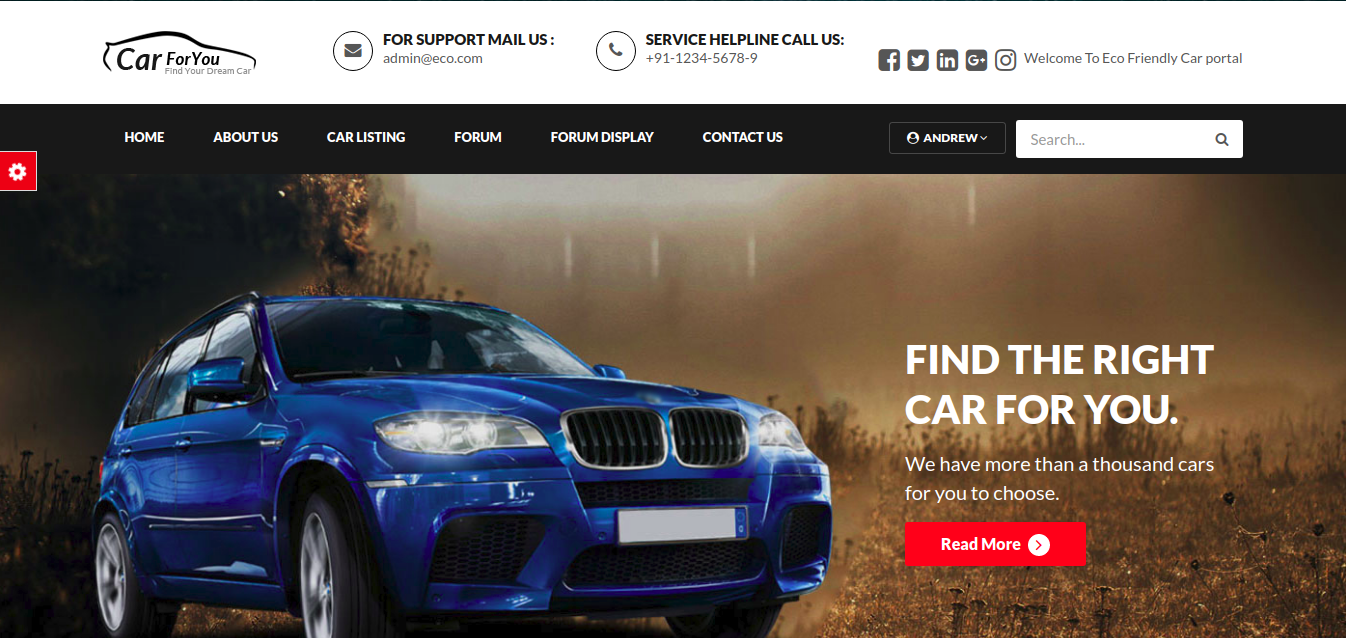 Car ForYou
Find Your Dream Car
FOR SUPPORT MAIL US :
admin@eco.com
SERVICE HELPLINE CALL US:
+91-1234-5678-9
Welcome To Eco Friendly Car portal
HOME ABOUT US CAR LISTING FORUM FORUM DISPLAY CONTACT US
ANDREW
Search...
FIND THE RIGHT
CAR FOR YOU.
We have more than a thousand cars
for you to choose.
Read More